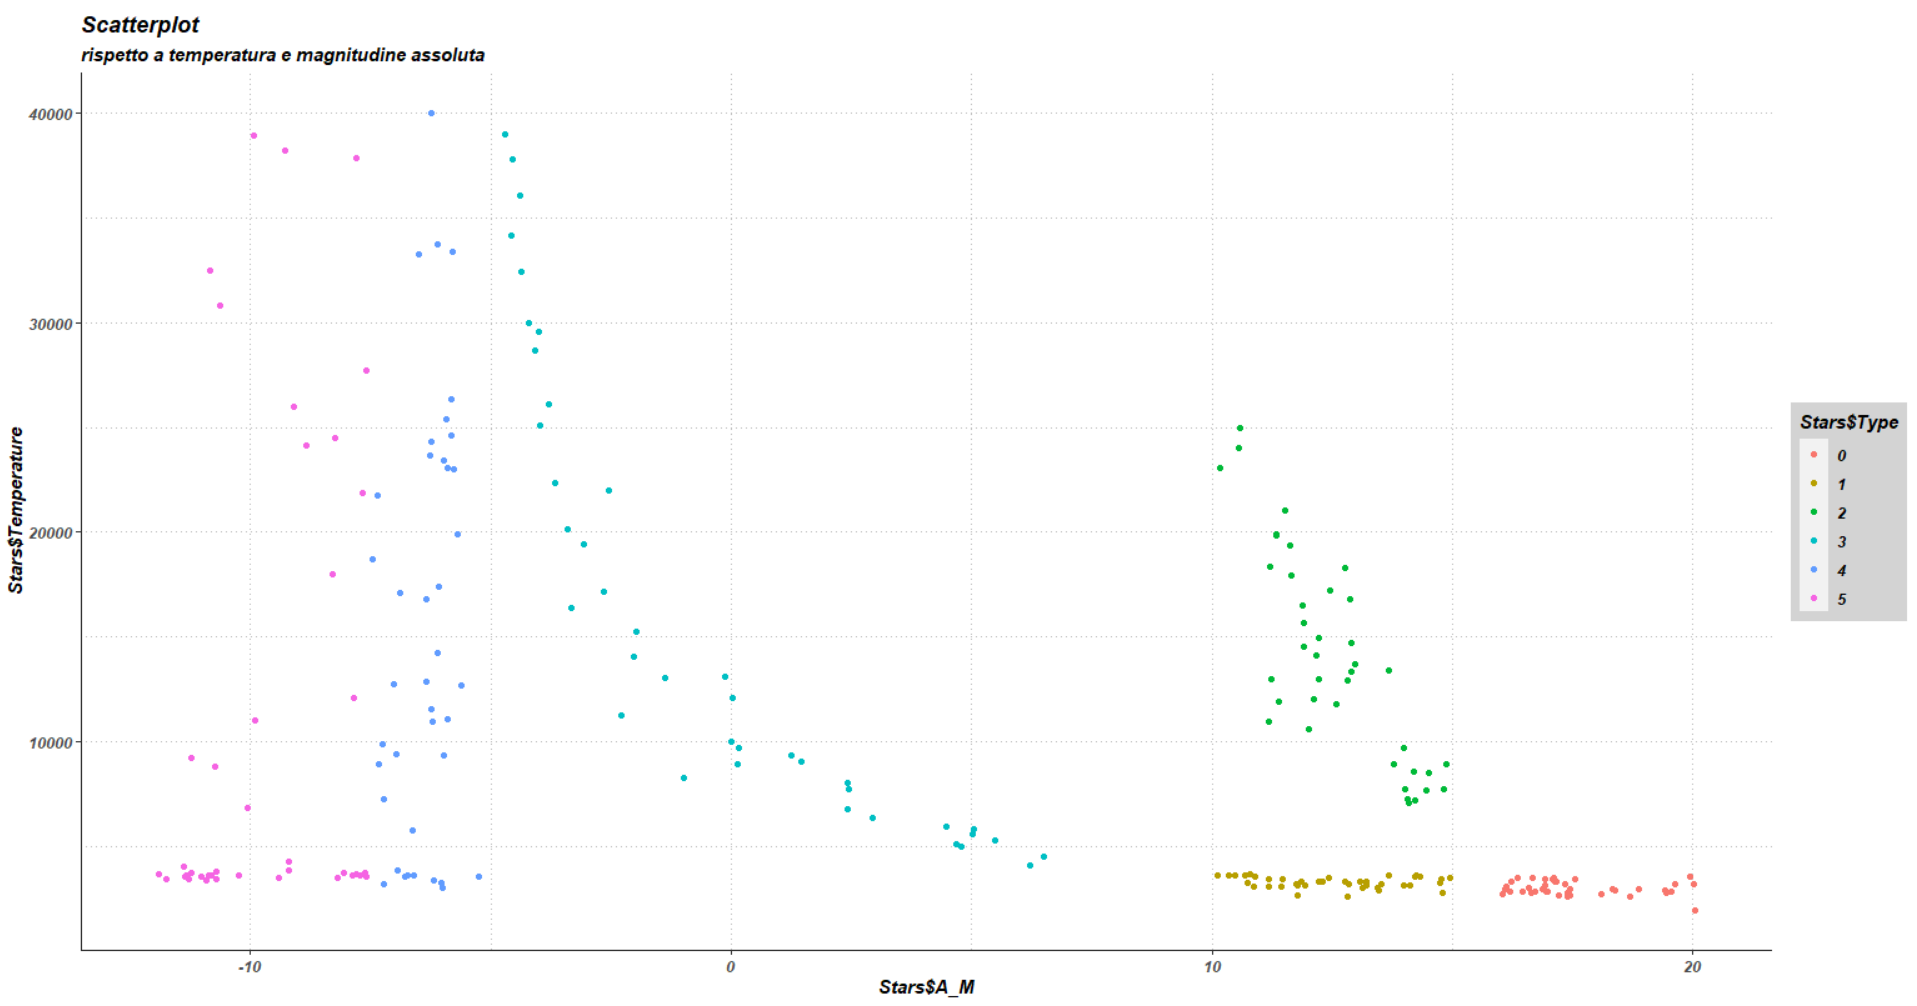 Scatterplot
rispetto a temperatura e magnitudine assoluta
40000
30000
20000
10000
Stars$Temperature
-10
0
10
20
Stars$A_M
Stars$Type
0
1
2
3
4
5